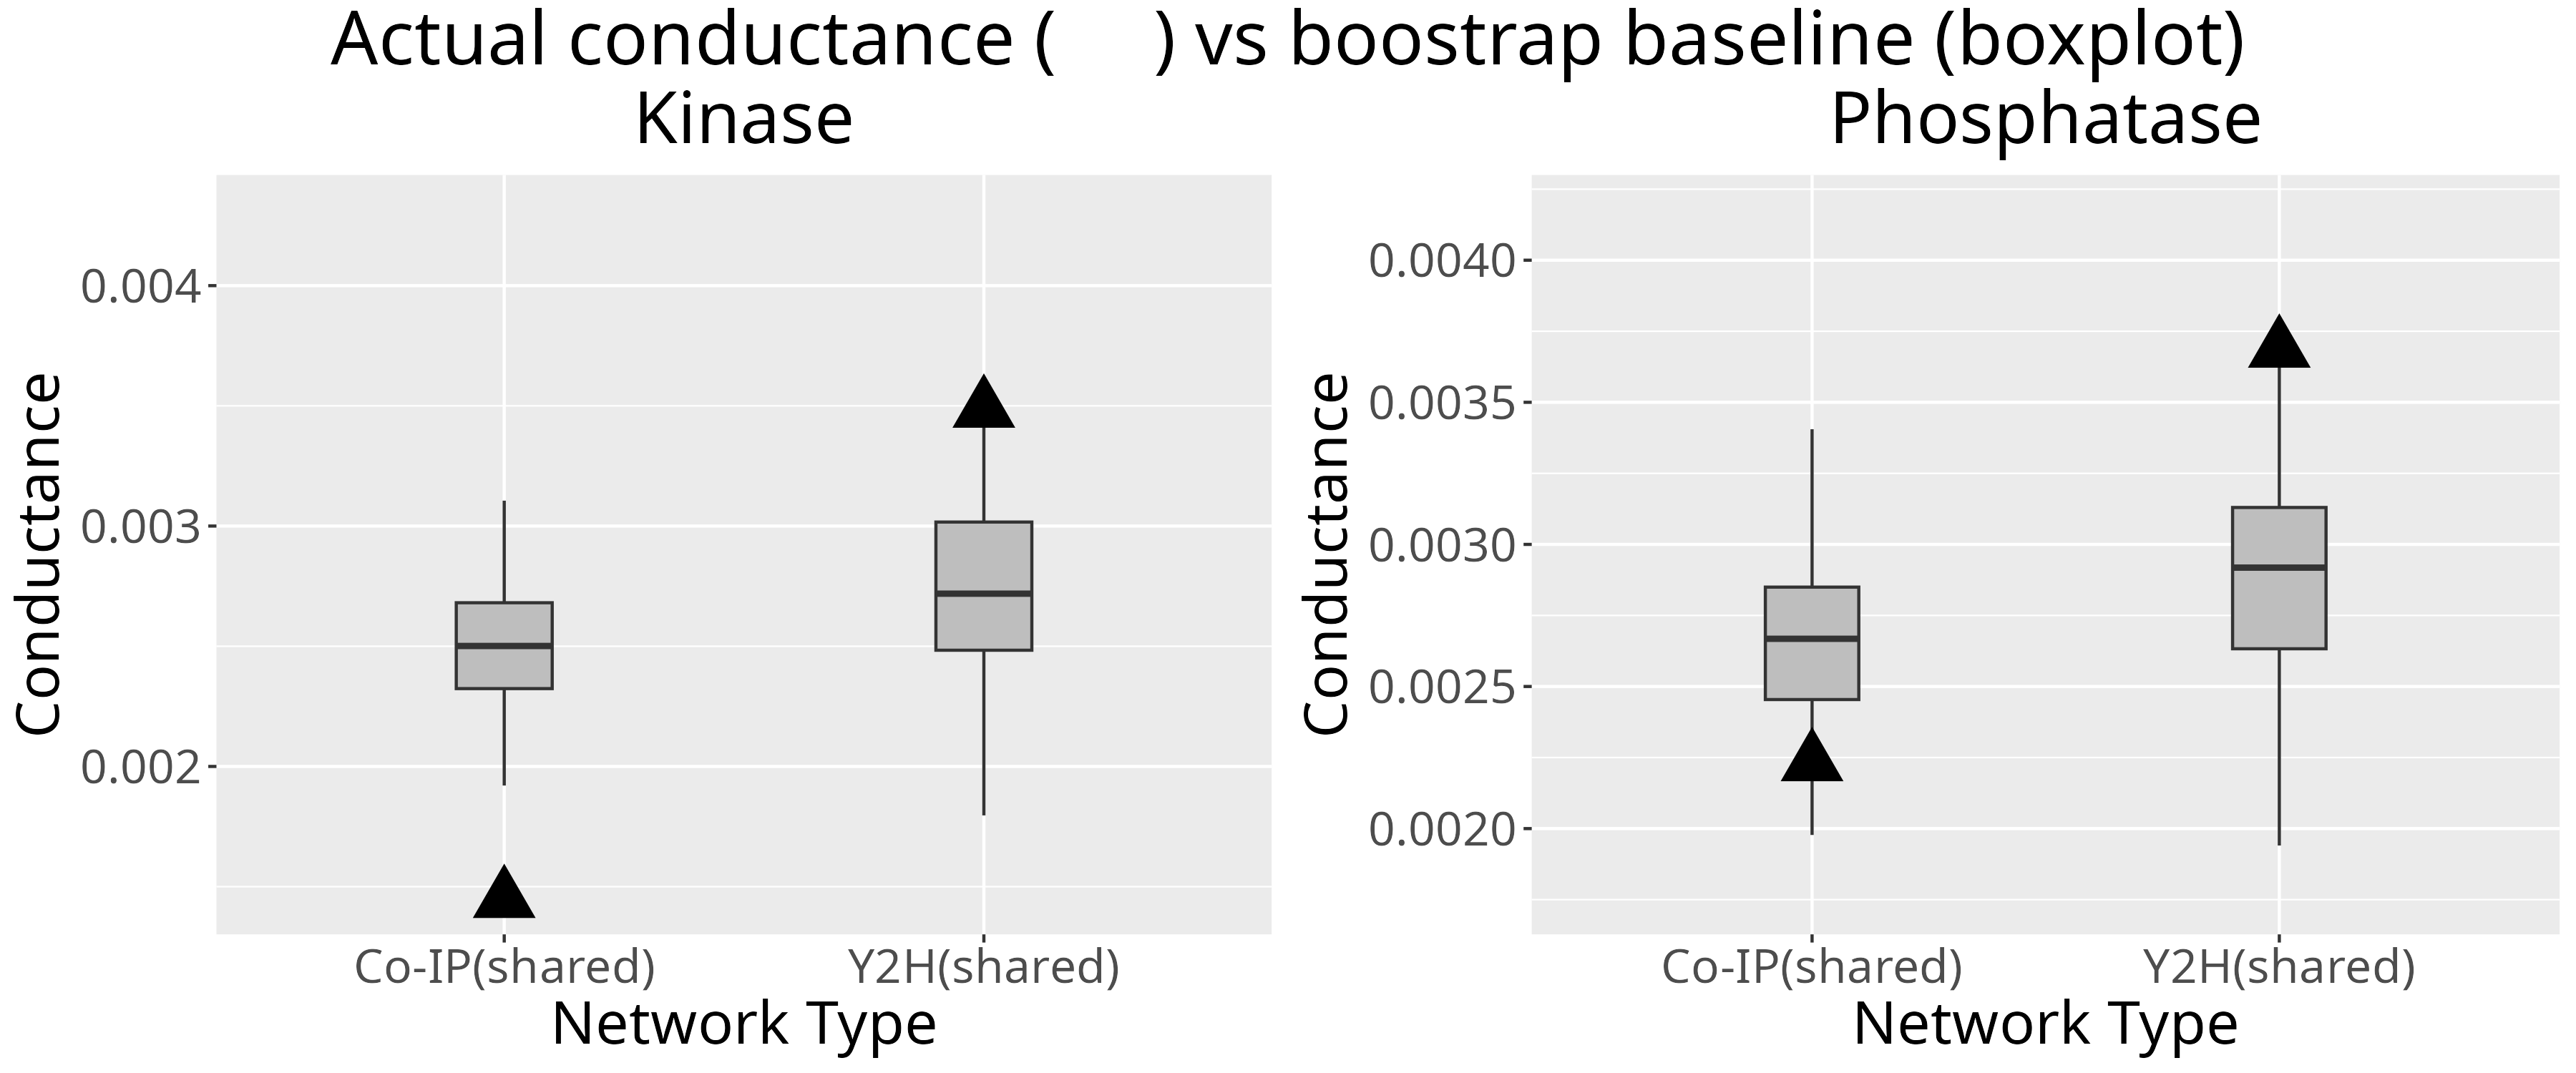 Actual conductance (     ) vs boostrap baseline (boxplot)
Kinase
Conductance
0.004
0.003
0.002
Co-IP(shared) Y2H(shared)
Network Type
Phosphatase
Conductance
0.0040
0.0035
0.0030
0.0025
0.0020
Co-IP(shared) Y2H(shared)
Network Type